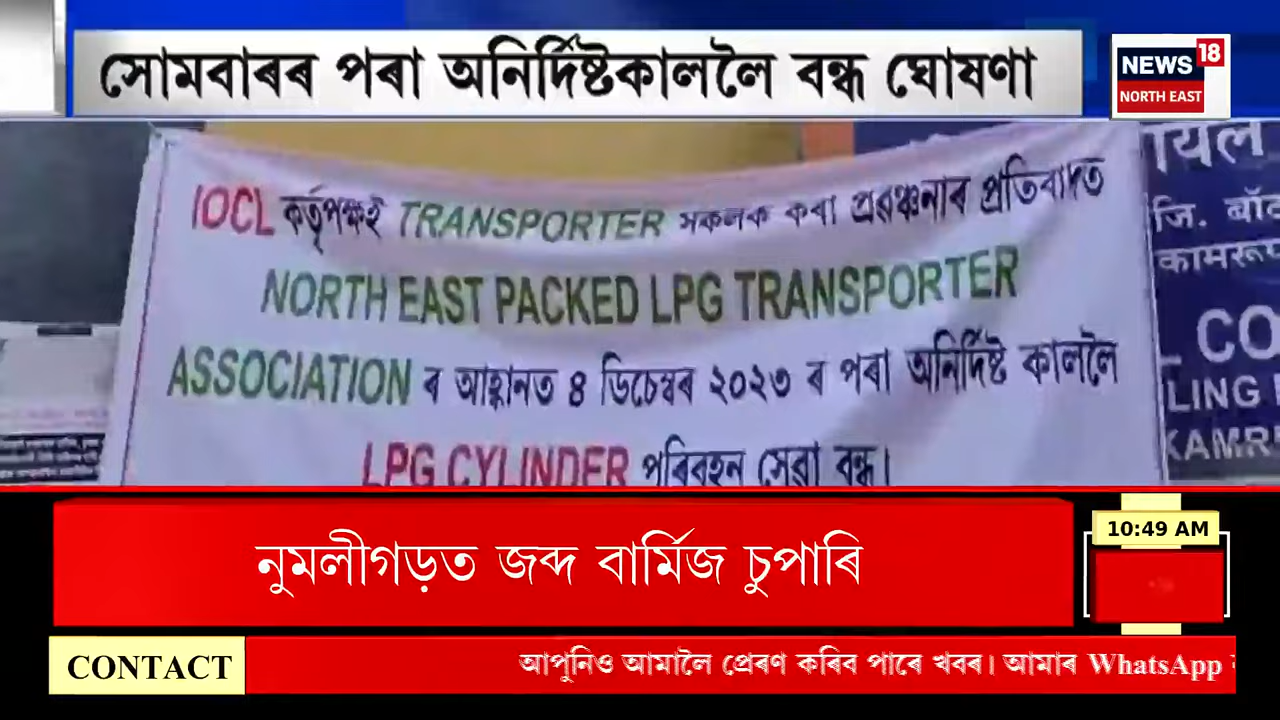 সোমবাৰৰ পৰা অনিৰ্দিষ্টকাললৈ বন্ধ ঘোষণা
NEWS 18
NORTH EAST
IOCL কৰ্তৃপক্ষই TRANSPORTER সকলক কৰা প্ৰৱঞ্চনাৰ প্ৰতিবাদত
NORTH EAST PACKED LPG TRANSPORTER
ASSOCIATION ৰ আহ্বানত ৪ ডিচেম্বৰ ২০২৩ ৰ পৰা অনিৰ্দিষ্ট কাললৈ
LPG CYLINDER পৰিবহন সেৱা বন্ধ।
जि.
CO
নুমলীগড়ত জব্দ বাৰ্মিজ চুপাৰি
10:49 AM
CONTACT
আপুনিও আমালৈ প্ৰেৰণ কৰিব পাৰে খবৰ। আমাৰ WhatsApp